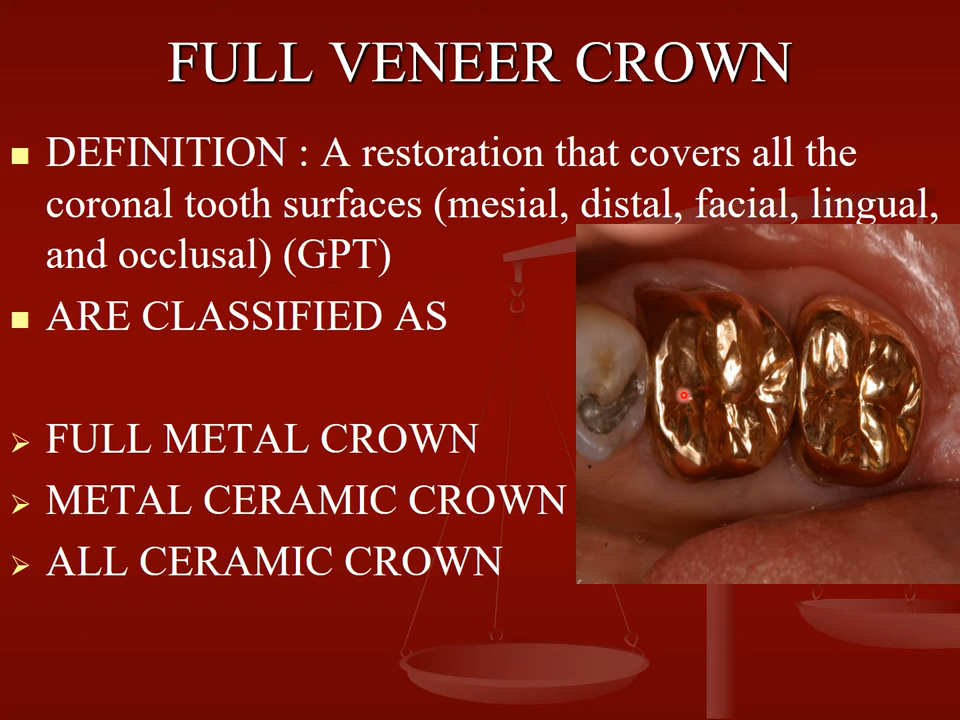 FULL VENEER CROWN
DEFINITION : A restoration that covers all the
coronal tooth surfaces (mesial, distal, facial, lingual,
and occlusal) (GPT)
ARE CLASSIFIED AS
FULL METAL CROWN
METAL CERAMIC CROWN
ALL CERAMIC CROWN